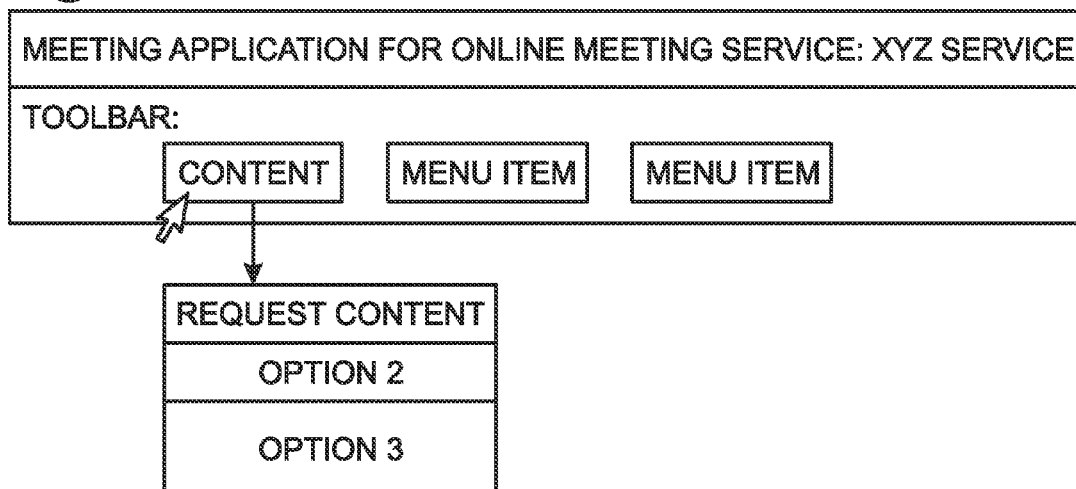 MEETING APPLICATION FOR ONLINE MEETING SERVICE: XYZ SERVICE
TOOLBAR:
CONTENT MENU ITEM MENU ITEM
REQUEST CONTENT
OPTION 2
OPTION 3